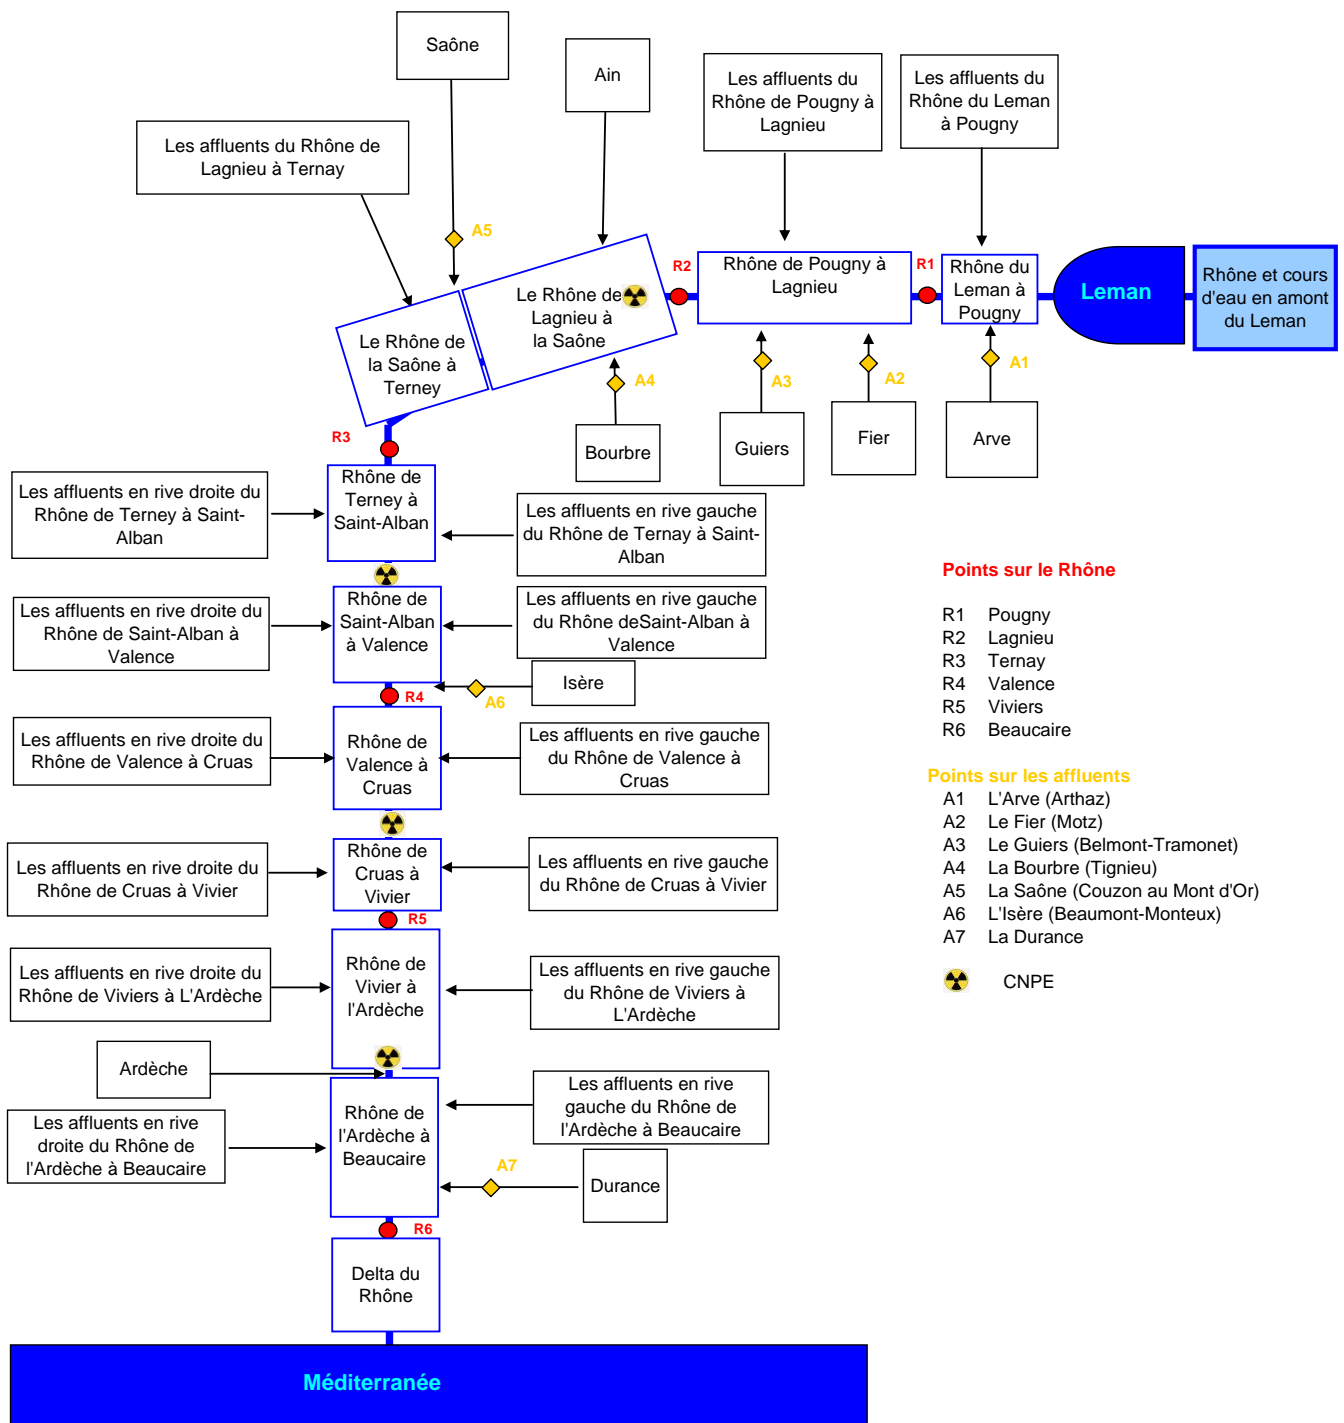 Saône
Ain
Les affluents du
Rhône de Pougny à
Lagnieu
Les affluents du
Rhône du Leman
à Pougny
Les affluents du Rhône de
Lagnieu à Ternay
A5
R2
Rhône de Pougny à
Lagnieu
R1
Rhône du
Leman à
Pougny
Leman
Rhône et cours
d'eau en amont
du Leman
Le Rhône de
Lagnieu à
la Saône
Le Rhône de
la Saône à
Terney
A4
A3
A2
A1
R3
Bourbre
Guiers
Fier
Arve
Les affluents en rive droite du
Rhône de Terney à Saint-
Alban
Rhône de
Terney à
Saint-Alban
Les affluents en rive gauche
du Rhône de Ternay à Saint-
Alban
Les affluents en rive droite du
Rhône de Saint-Alban à
Valence
Rhône de
Saint-Alban
à Valence
Les affluents en rive gauche
du Rhône deSaint-Alban à
Valence
Isère
R4
A6
Les affluents en rive droite du
Rhône de Valence à Cruas
Rhône de
Valence à
Cruas
Les affluents en rive gauche
du Rhône de Valence à
Cruas
Les affluents en rive droite du
Rhône de Cruas à Vivier
Rhône de
Cruas à
Vivier
Les affluents en rive gauche
du Rhône de Cruas à Vivier
R5
Les affluents en rive droite du
Rhône de Viviers à L'Ardèche
Rhône de
Vivier à
l'Ardèche
Les affluents en rive gauche
du Rhône de Viviers à
L'Ardèche
Ardèche
Les affluents en rive
droite du Rhône de
l'Ardèche à Beaucaire
Rhône de
l'Ardèche à
Beaucaire
Les affluents en rive
gauche du Rhône de
l'Ardèche à Beaucaire
A7
Durance
R6
Delta du
Rhône
Méditerranée
Points sur le Rhône
R1 Pougny
R2 Lagnieu
R3 Ternay
R4 Valence
R5 Viviers
R6 Beaucaire
Points sur les affluents
A1 L'Arve (Arthaz)
A2 Le Fier (Motz)
A3 Le Guiers (Belmont-Tramonet)
A4 La Bourbre (Tignieu)
A5 La Saône (Couzon au Mont d'Or)
A6 L'Isère (Beaumont-Monteux)
A7 La Durance
CNPE